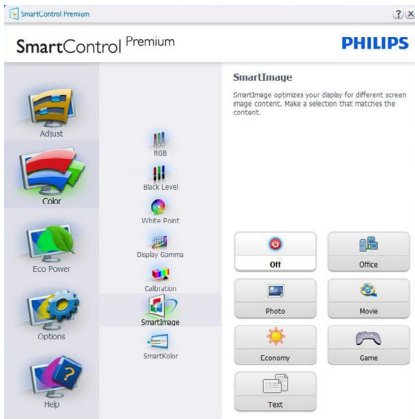 SmartControl Premium
SmartControl Premium
PHILIPS
Adjust
Color
Eco Power
Options
Help
RGB
Black Level
White Point
Display Gamma
Calibration
SmartImage
SmartKolor
SmartImage
SmartImage optimizes your display for different screen
image content. Make a selection that matches the
content.
Off
Office
Photo
Movie
Economy
Game
Text